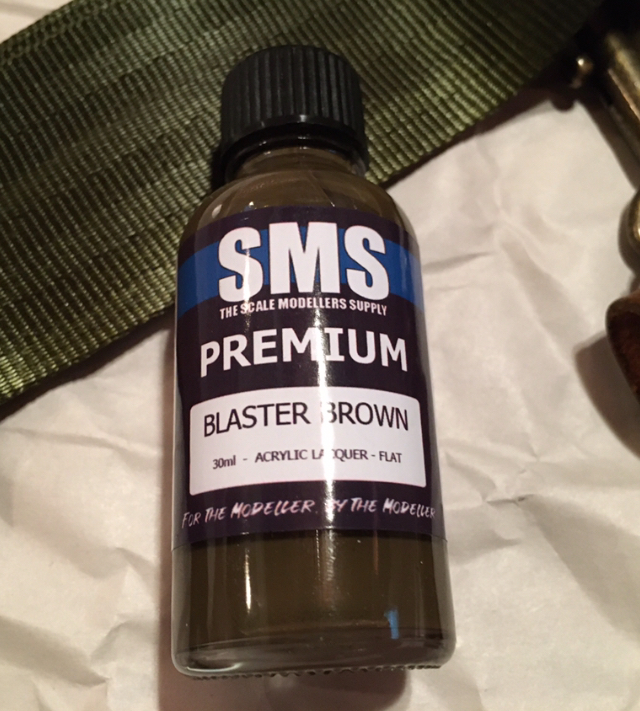 SMS
THE SCALE MODELLERS SUPPLY
PREMIUM
BLASTER BROWN
30ml - ACRYLIC LACQUER - FLAT
FOR THE MODELLER, BY THE MODELLER